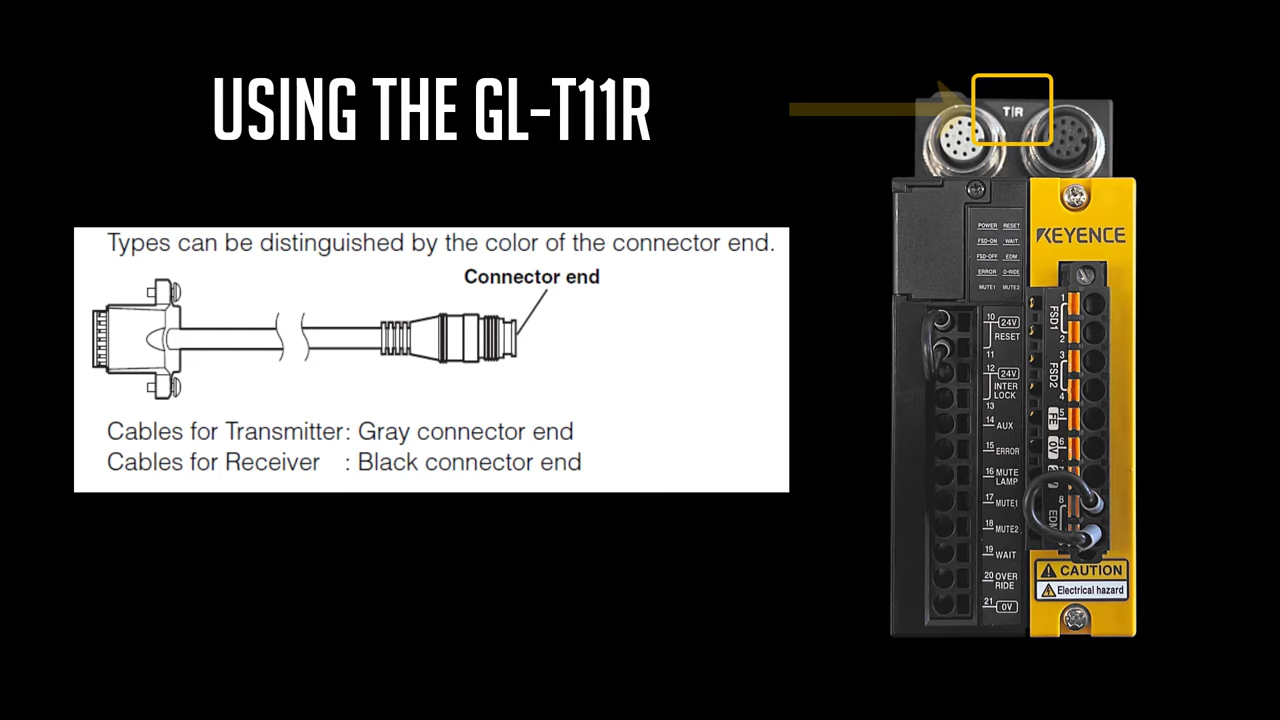 USING THE GL-T11R
Types can be distinguished by the color of the connector end.
Connector end
Cables for Transmitter: Gray connector end
Cables for Receiver : Black connector end
T|R
POWER RESET
FSD-ON WAIT
FSD-OFF EDM
ERROR O-RIDE
MUTE1 MUTE2
KEYENCE
10 24V
RESET
11
12 24V
INTER
LOCK
13
14 AUX
15 ERROR
16 MUTE
LAMP
17 MUTE1
18 MUTE2
19 WAIT
20 OVER
RIDE
21 0V
1
FSD1
2
3
FSD2
4
5
FE
6
0V
8
EDM
CAUTION
Electrical hazard